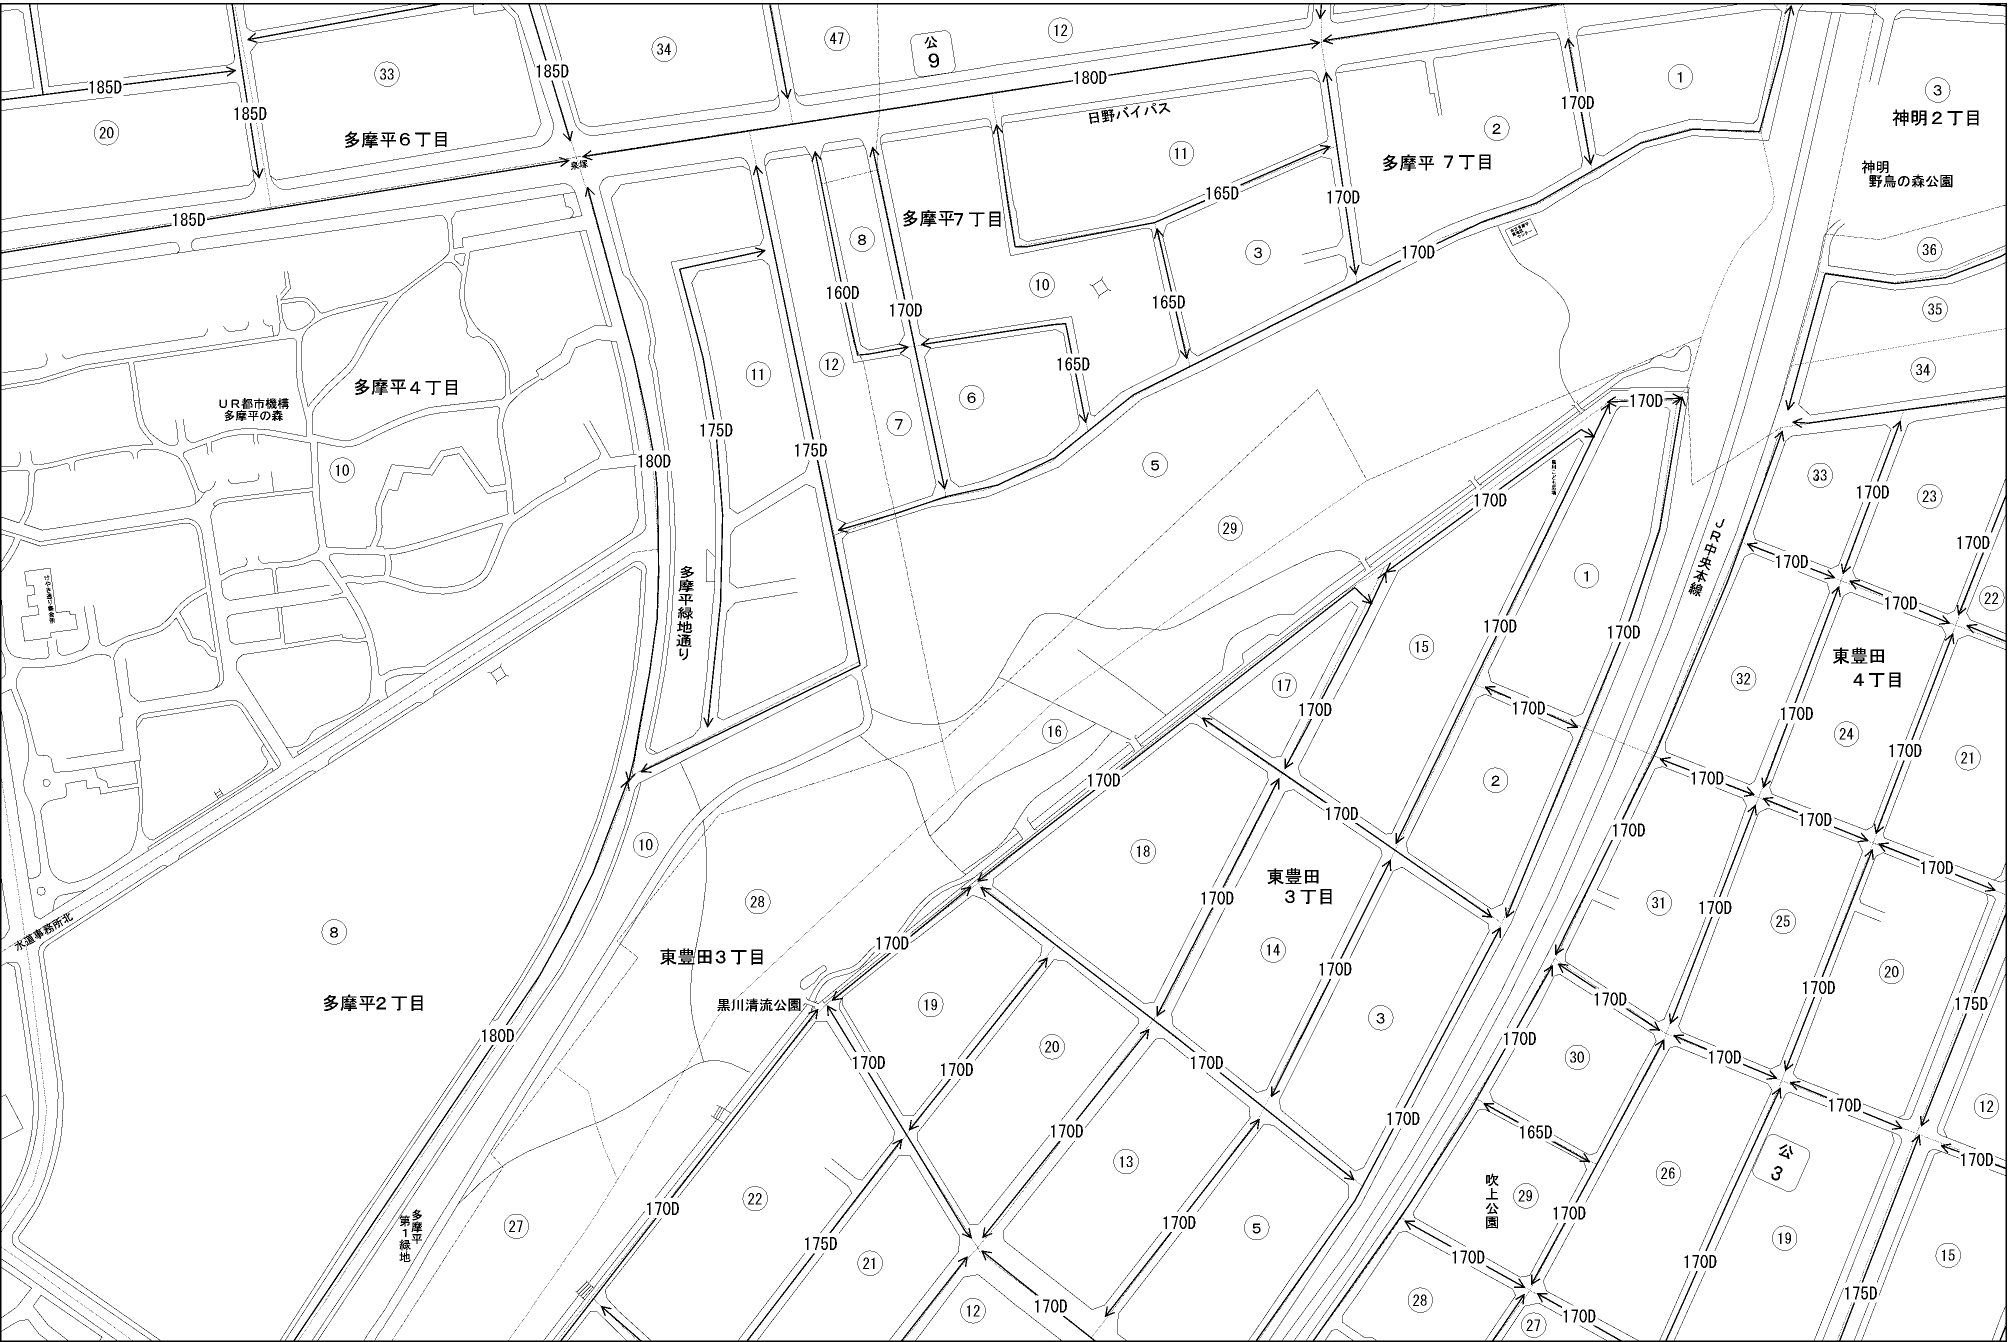 34
47
12
公
9
33
185D
180D
185D
1
3
185D
170D
20
日野バイパス
神明２丁目
2
多摩平６丁目
11
多摩平 ７丁目
泉塚
神明
野鳥の森公園
165D
170D
185D
多摩平７丁目
8
3
170D
36
10
160D
165D
170D
35
12
165D
34
11
多摩平４丁目
6
ＵＲ都市機構
多摩平の森
170D
7
175D
175D
180D
5
10
33
170D
23
170D
29
ＪＲ中央本線
170D
170D
1
多摩平緑地通り
22
170D
170D
170D
15
東豊田
４丁目
32
17
170D
170D
170D
16
24
170D
21
170D
170D
2
170D
170D
170D
10
18
170D
東豊田
３丁目
28
170D
31
170D
25
8
水道事務所北
170D
14
東豊田３丁目
170D
20
多摩平２丁目
黒川清流公園
19
170D
170D
175D
3
180D
170D
20
30
170D
170D
170D
170D
170D
12
170D
170D
165D
公
3
13
170D
26
22
吹上公園
29
170D
170D
27
多摩平
第１緑地
175D
5
170D
19
21
170D
170D
15
28
175D
12
170D
27
170D